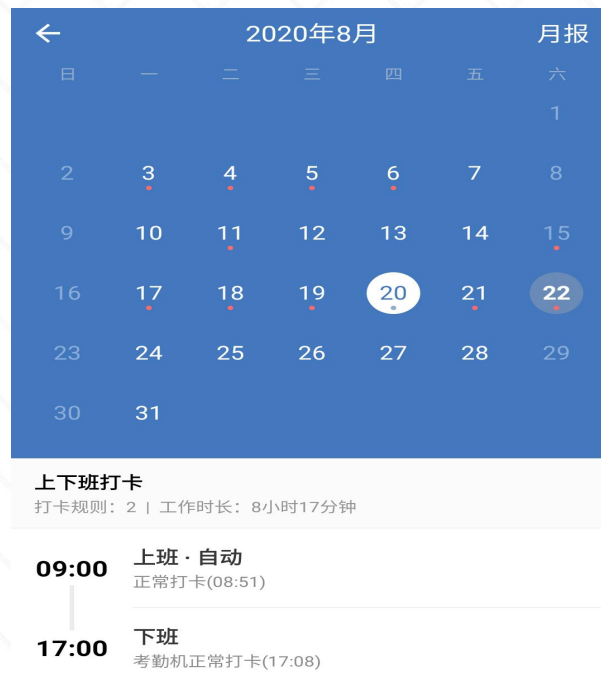 2020年8月 月报
日 一 二 三 四 五 六
1
2 3 4 5 6 7 8
9 10 11 12 13 14 15
16 17 18 19 20 21 22
23 24 25 26 27 28 29
30 31
上下班打卡
打卡规则：2 | 工作时长：8小时17分钟
09:00 上班 · 自动
正常打卡(08:51)
17:00 下班
考勤机正常打卡(17:08)